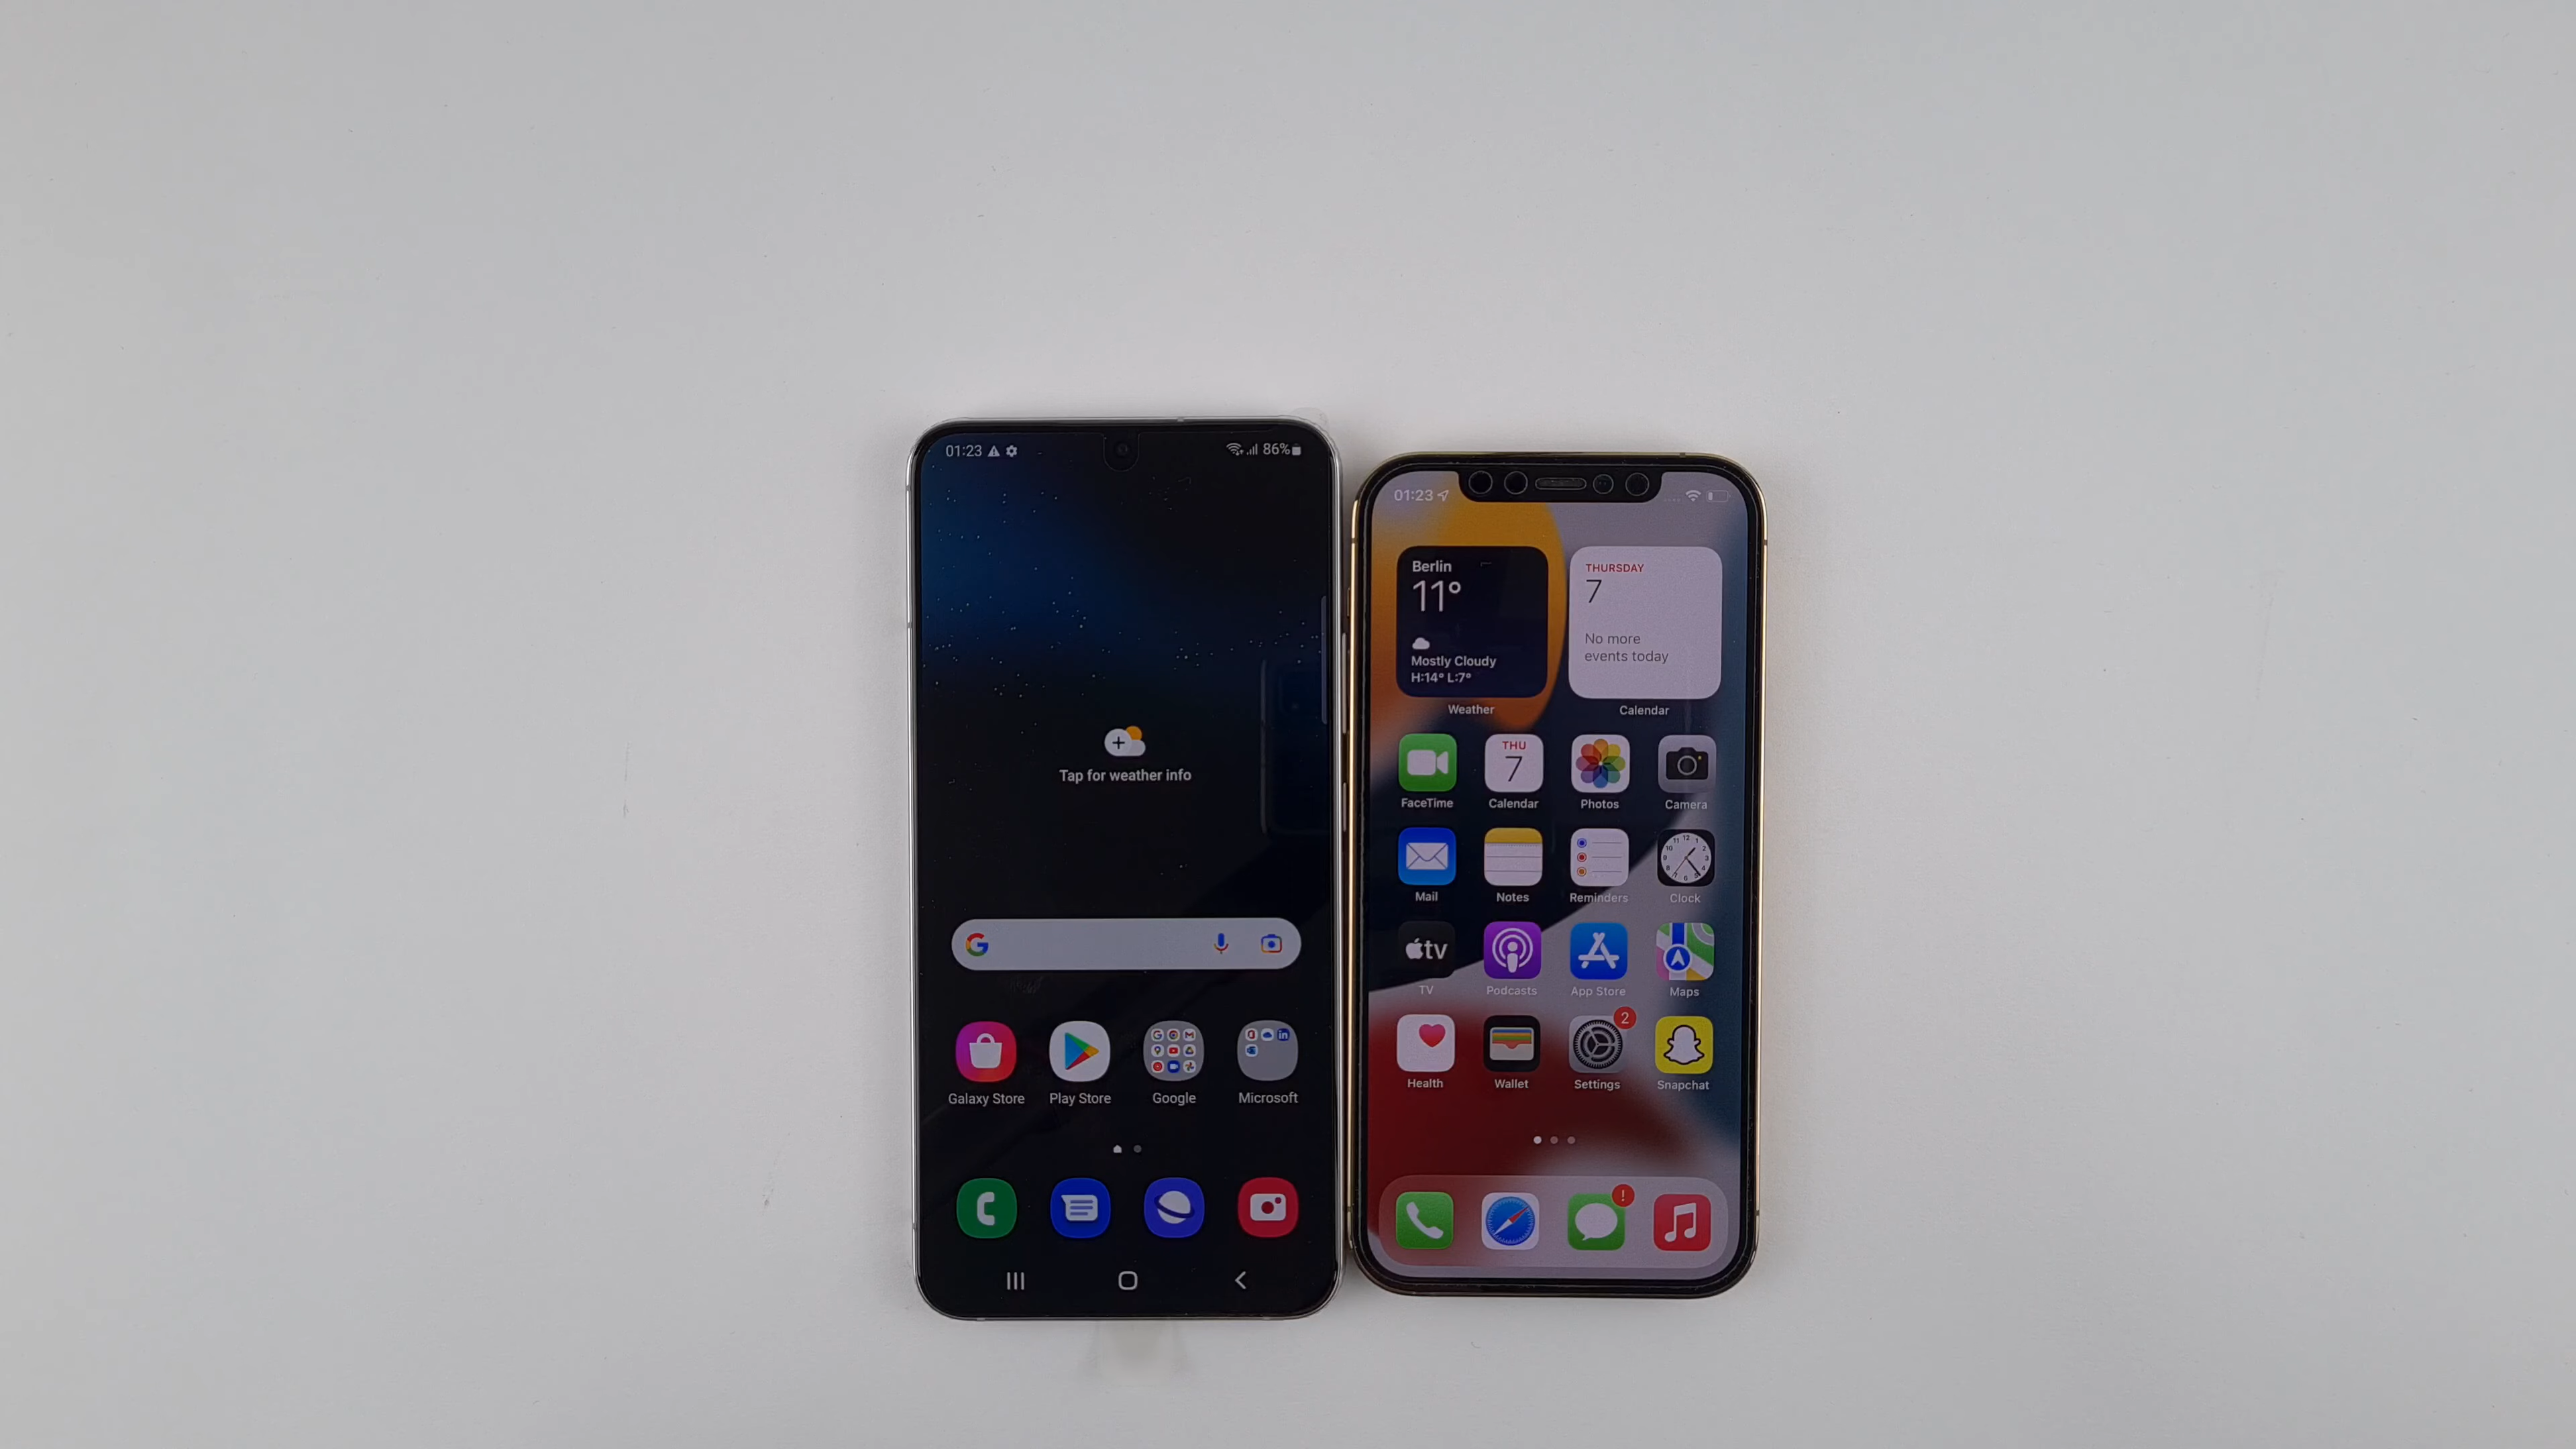 01:23
86%
Tap for weather info
Galaxy Store
Play Store
Google
Microsoft
01:23
Berlin
11°
Mostly Cloudy
H:14° L:7°
Weather
THURSDAY
7
No more
events today
Calendar
THU
7
FaceTime
Calendar
Photos
Camera
Mail
Notes
Reminders
Clock
tv
TV
Podcasts
App Store
Maps
2
Health
Wallet
Settings
Snapchat
!